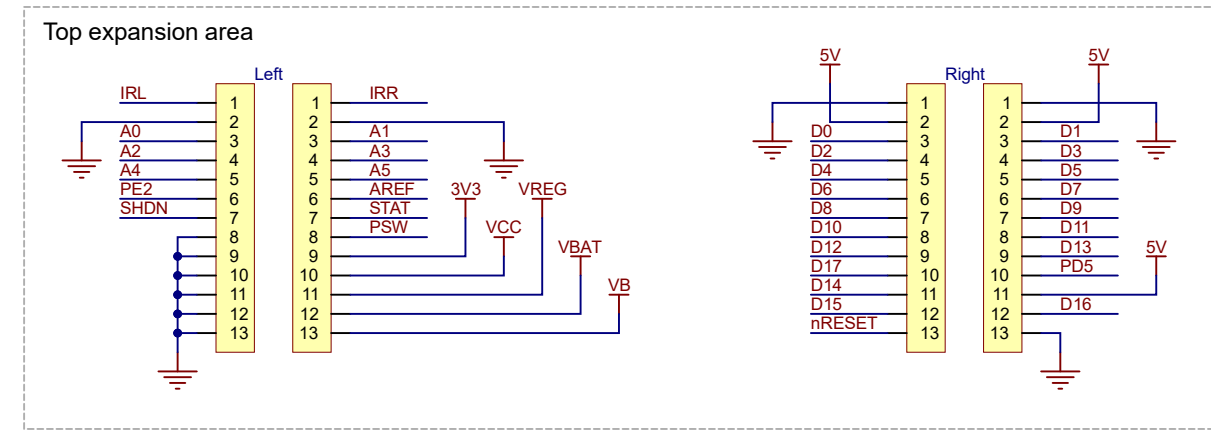 Top expansion area
5V 5V
Left Right
IRL 1 1 IRR 1 1
2 2 2 2
A0 3 3 A1 D0 3 3 D1
A2 4 4 A3 D2 4 4 D3
A4 5 5 A5 D4 5 5 D5
PE2 6 6 AREF 3V3 VREG D6 6 6 D7
SHDN 7 7 STAT D8 7 7 D9
8 8 PSW VCC D10 8 8 D11
9 9 VBAT D12 9 9 D13 5V
10 10 D17 10 10 PD5
11 11 VB D14 11 11
12 12 D15 12 12 D16
13 13 nRESET 13 13